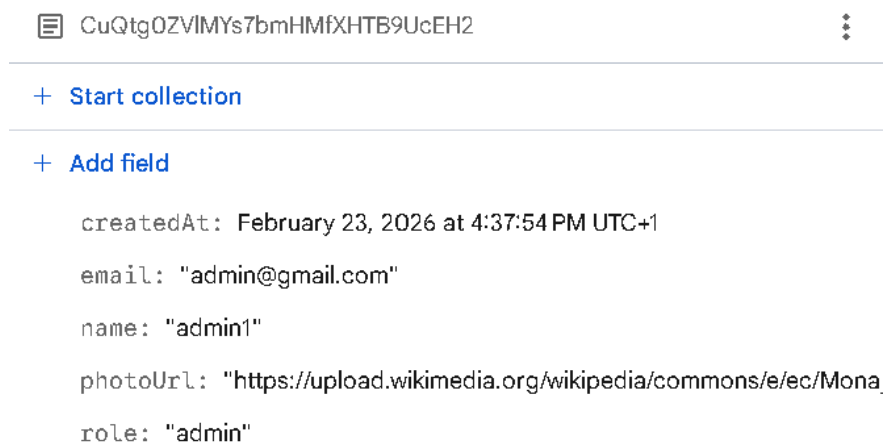 CuQtg0ZVlMYs7bmHMfXHTB9UcEH2
+ Start collection
+ Add field
createdAt: February 23, 2026 at 4:37:54 PM UTC+1
email: "admin@gmail.com"
name: "admin1"
photoUrl: "https://upload.wikimedia.org/wikipedia/commons/e/ec/Mona_
role: "admin"